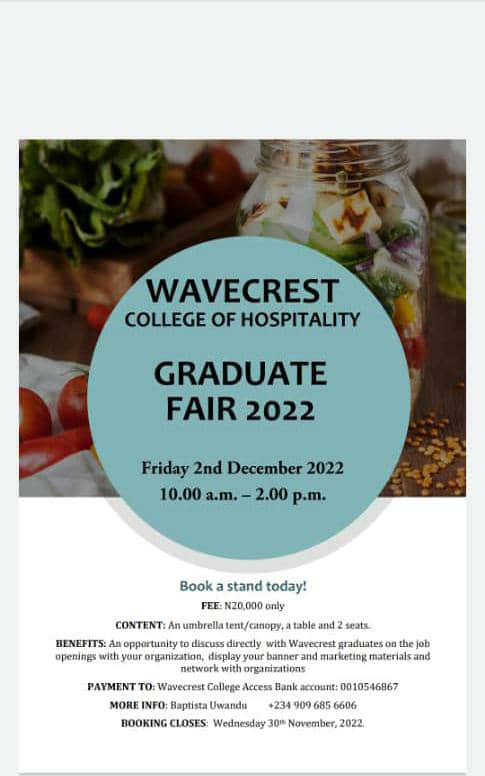 WAVECREST
COLLEGE OF HOSPITALITY
GRADUATE
FAIR 2022
Friday 2nd December 2022
10.00 a.m. – 2.00 p.m.
Book a stand today!
FEE: N20,000 only
CONTENT: An umbrella tent/canopy, a table and 2 seats.
BENEFITS: An opportunity to discuss directly with Wavecrest graduates on the job
openings with your organization, display your banner and marketing materials and
network with organizations
PAYMENT TO: Wavecrest College Access Bank account: 0010546867
MORE INFO: Baptista Uwandu +234 909 685 6606
BOOKING CLOSES: Wednesday 30th November, 2022.